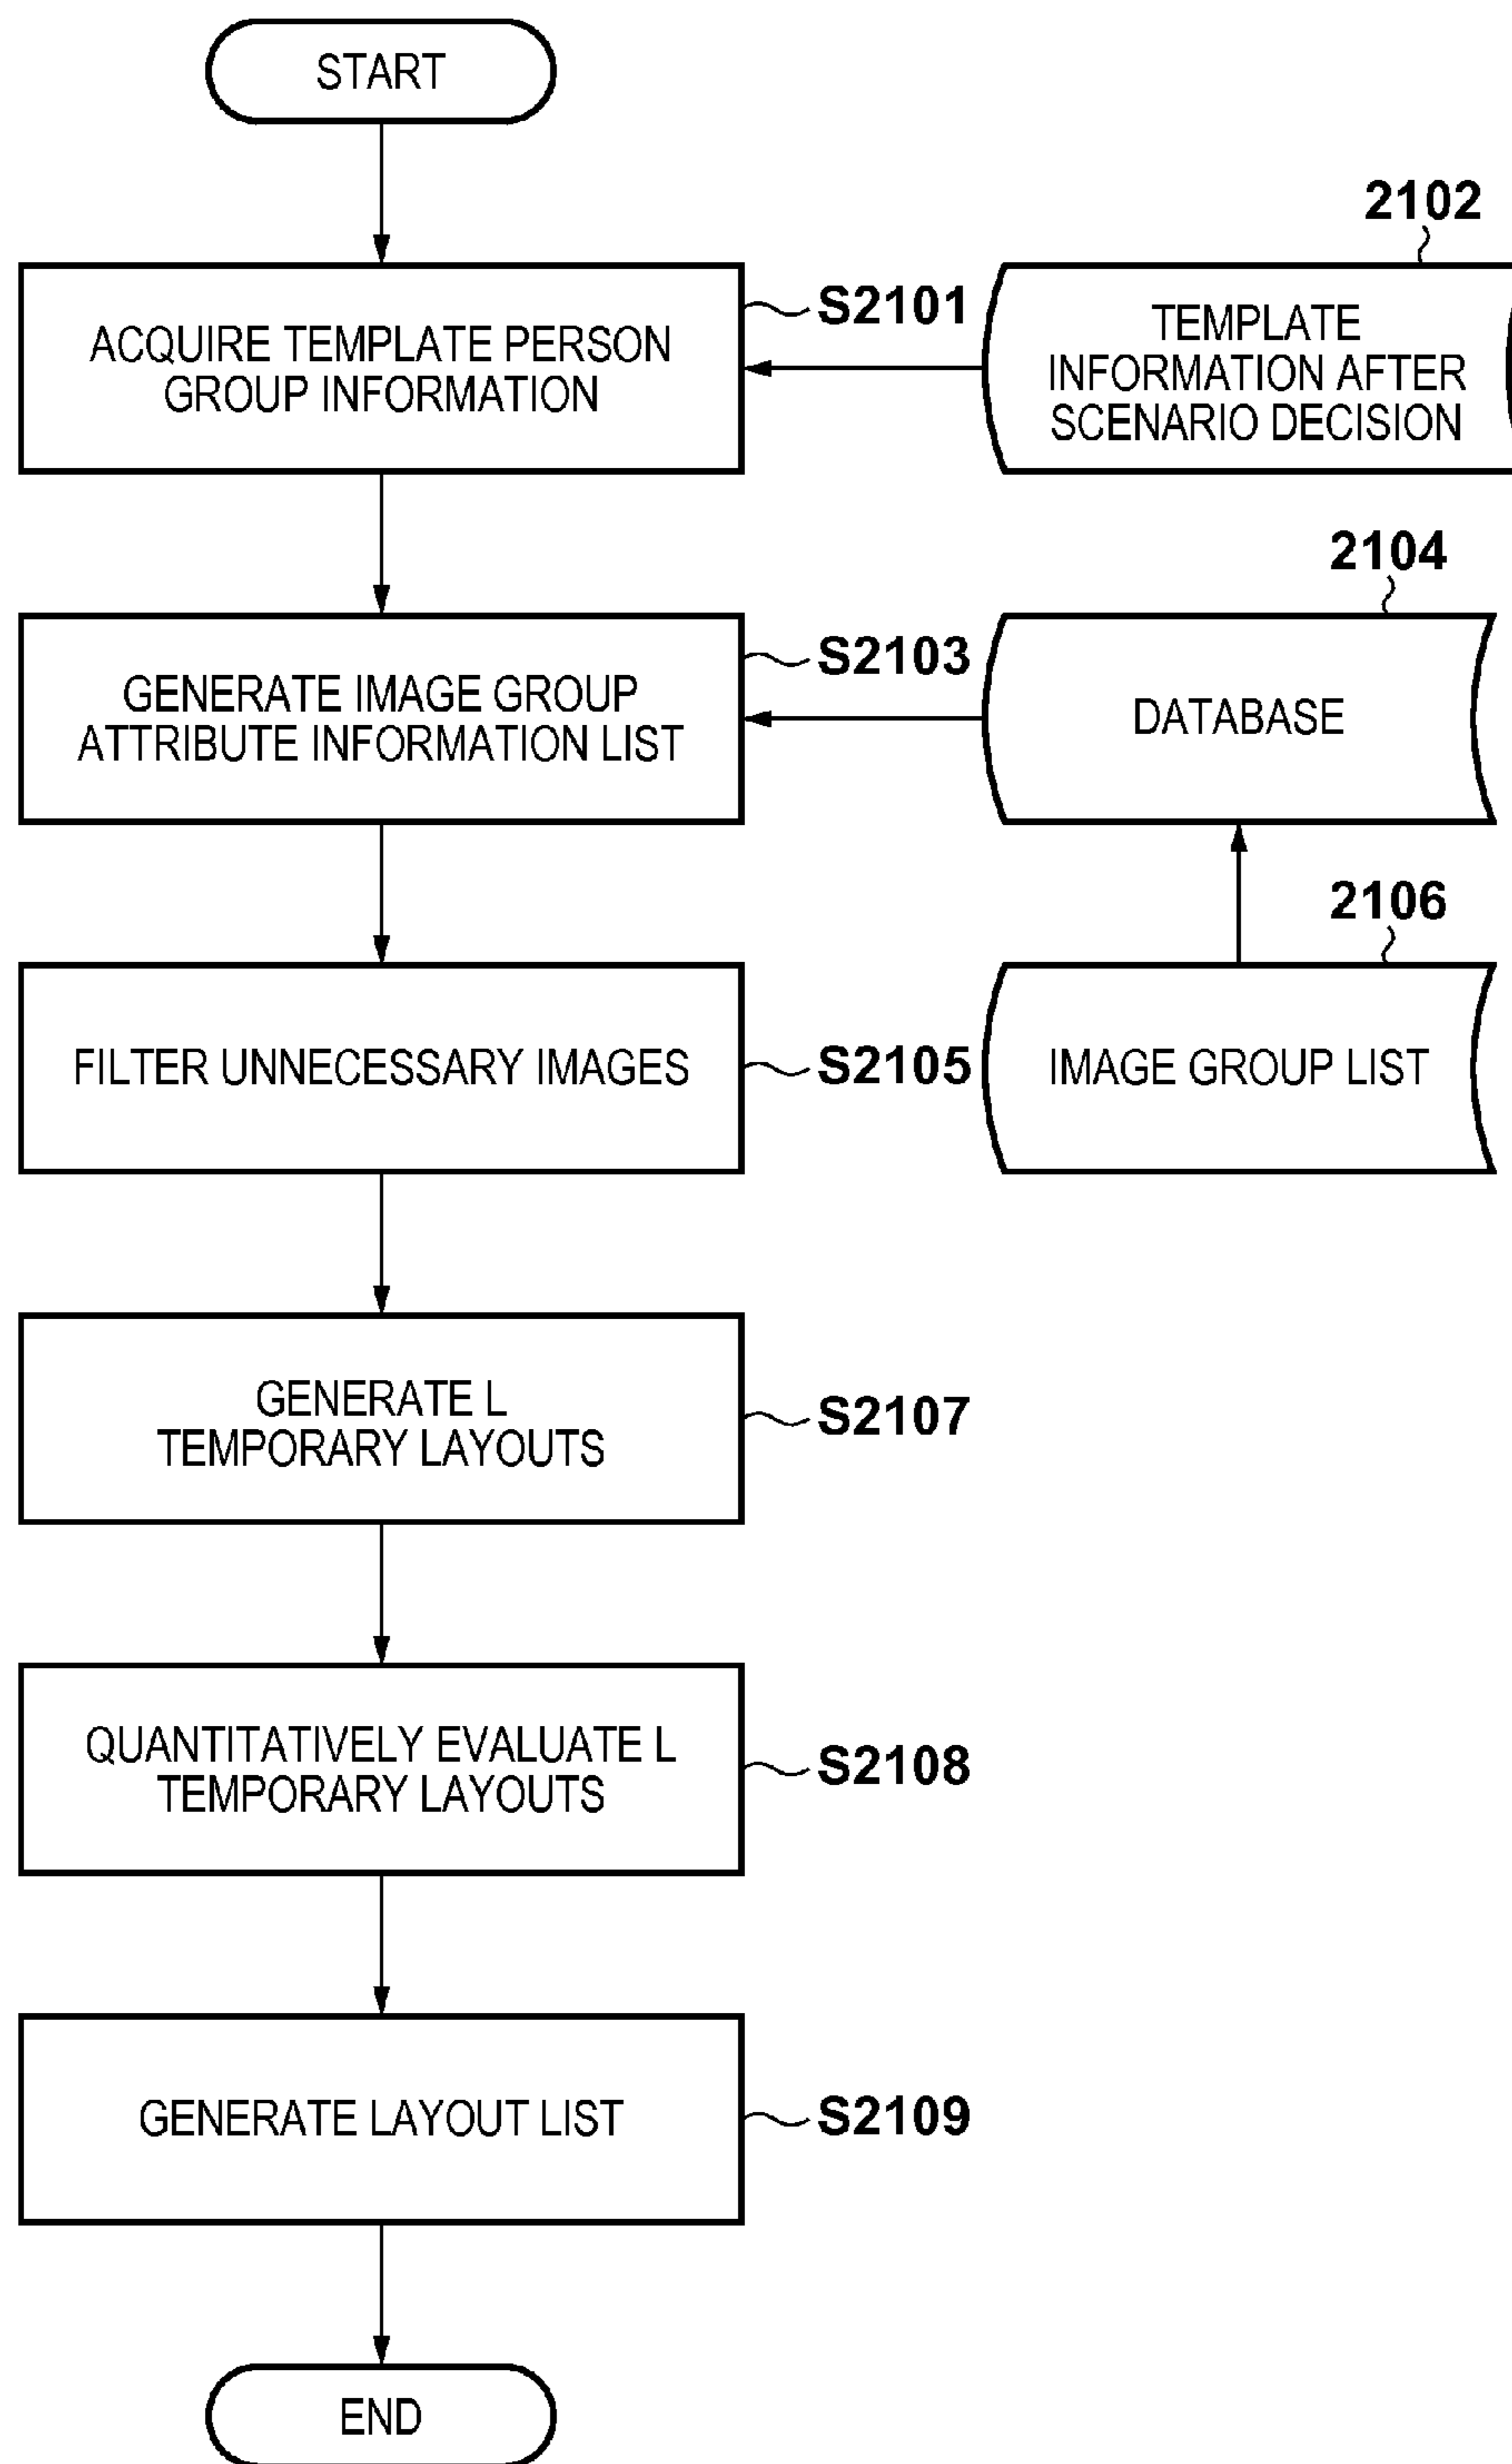 START
2102
ACQUIRE TEMPLATE PERSON
GROUP INFORMATION
S2101
TEMPLATE
INFORMATION AFTER
SCENARIO DECISION
2104
GENERATE IMAGE GROUP
ATTRIBUTE INFORMATION LIST
S2103
DATABASE
2106
FILTER UNNECESSARY IMAGES
S2105
IMAGE GROUP LIST
GENERATE L
TEMPORARY LAYOUTS
S2107
QUANTITATIVELY EVALUATE L
TEMPORARY LAYOUTS
S2108
GENERATE LAYOUT LIST
S2109
END